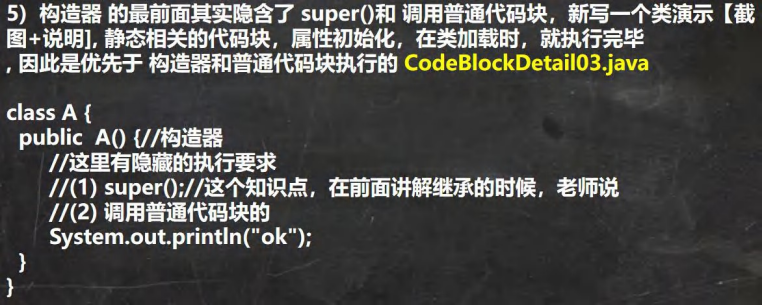 5）构造器 的最前面其实隐含了 super()和 调用普通代码块，新写一个类演示【截
图+说明], 静态相关的代码块，属性初始化，在类加载时，就执行完毕
, 因此是优先于 构造器和普通代码块执行的 CodeBlockDetail03.java
class A {
public A() {//构造器
//这里有隐藏的执行要求
//(1) super();//这个知识点，在前面讲解继承的时候，老师说
//(2) 调用普通代码块的
System.out.println("ok");
}
}